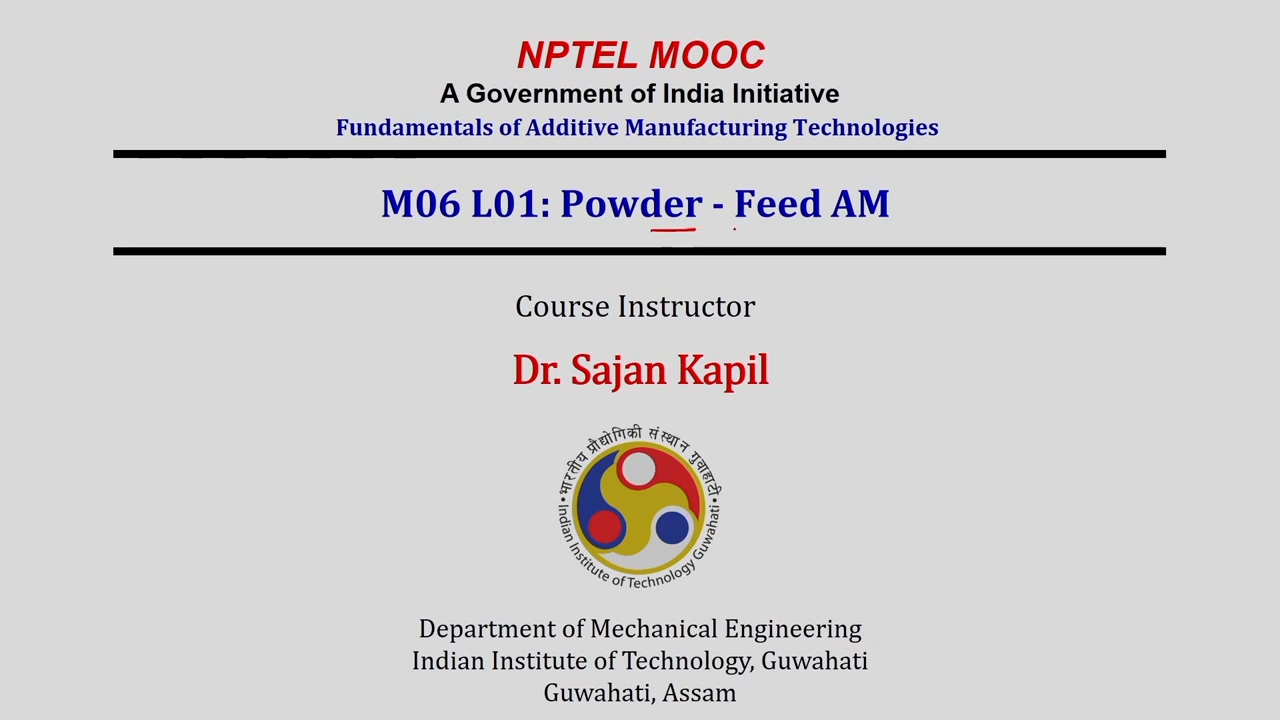 NPTEL MOOC
A Government of India Initiative
Fundamentals of Additive Manufacturing Technologies
M06 L01: Powder - Feed AM
Course Instructor
Dr. Sajan Kapil
भारतीय प्रौद्योगिकी संस्थान गुवाहाटी
Indian Institute of Technology Guwahati
Department of Mechanical Engineering
Indian Institute of Technology, Guwahati
Guwahati, Assam